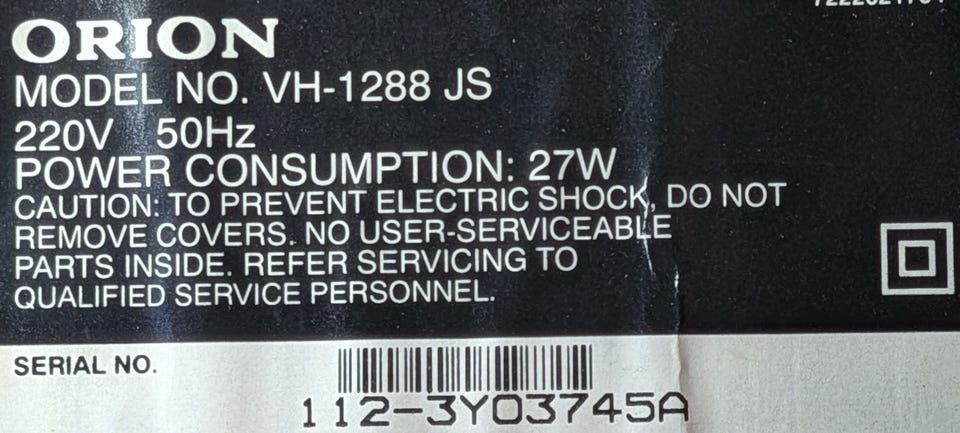 ORION
MODEL NO. VH-1288 JS
220V 50Hz
POWER CONSUMPTION: 27W
CAUTION: TO PREVENT ELECTRIC SHOCK, DO NOT
REMOVE COVERS. NO USER-SERVICEABLE
PARTS INSIDE. REFER SERVICING TO
QUALIFIED SERVICE PERSONNEL.
SERIAL NO.
112-3Y03745A